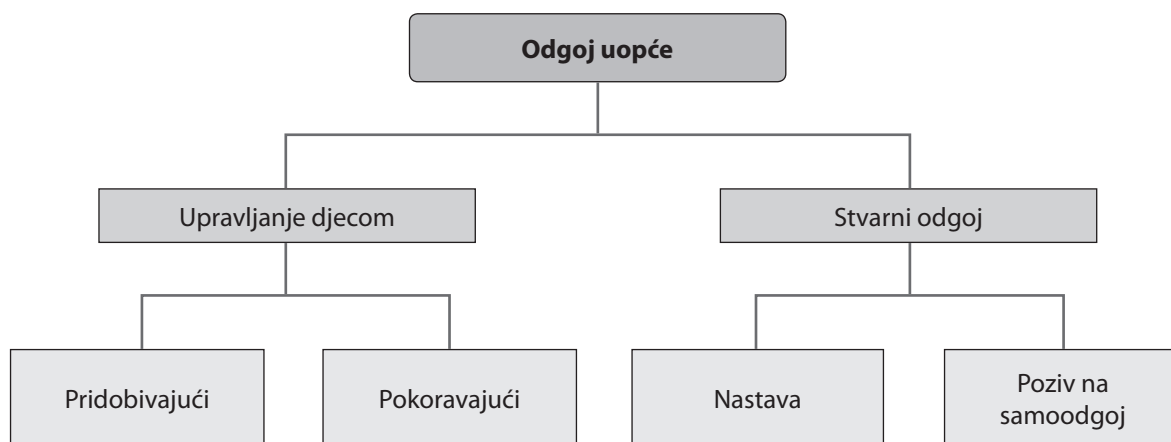 Odgoj uopće
Upravljanje djecom
Stvarni odgoj
Pridobivajući
Pokoravajući
Nastava
Poziv na
samoodgoj